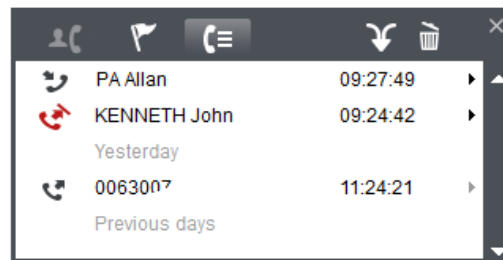 PA Allan 09:27:49
KENNETH John 09:24:42
Yesterday
0063007 11:24:21
Previous days